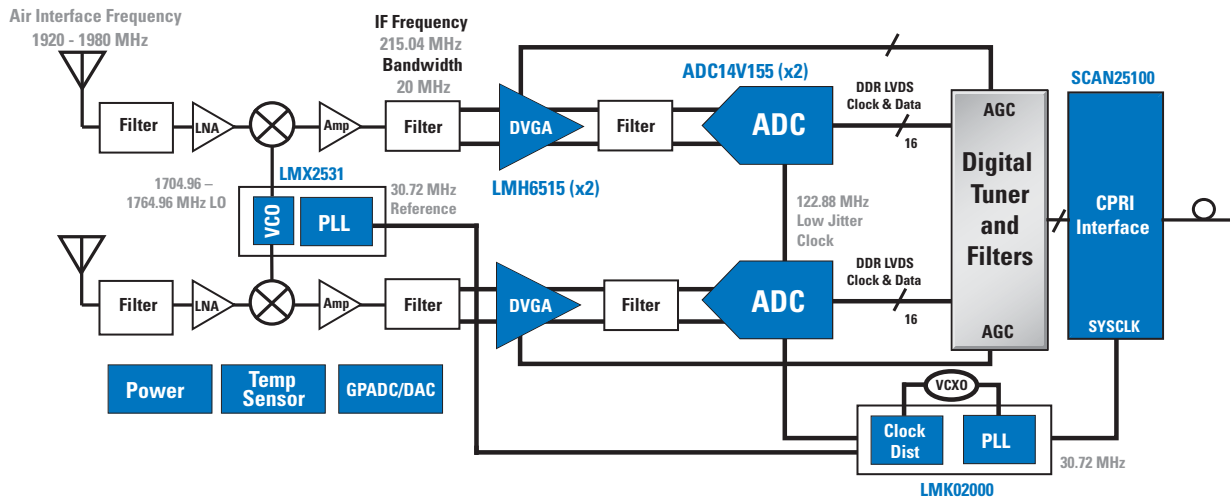 Air Interface Frequency
1920 - 1980 MHz
IF Frequency
215.04 MHz
Bandwidth
20 MHz
ADC14V155 (x2)
SCAN25100
Filter
LNA
Amp
Filter
DVGA
Filter
ADC
DDR LVDS
Clock & Data
16
AGC
LMH6515 (x2)
Digital
Tuner
and
Filters
CPRI
Interface
1704.96 –
1764.96 MHz LO
LMX2531
VCO
PLL
30.72 MHz
Reference
122.88 MHz
Low Jitter
Clock
Filter
LNA
Amp
Filter
DVGA
Filter
ADC
DDR LVDS
Clock & Data
16
AGC
SYSCLK
Power
Temp
Sensor
GPADC/DAC
VCXO
Clock
Dist
PLL
30.72 MHz
LMK02000